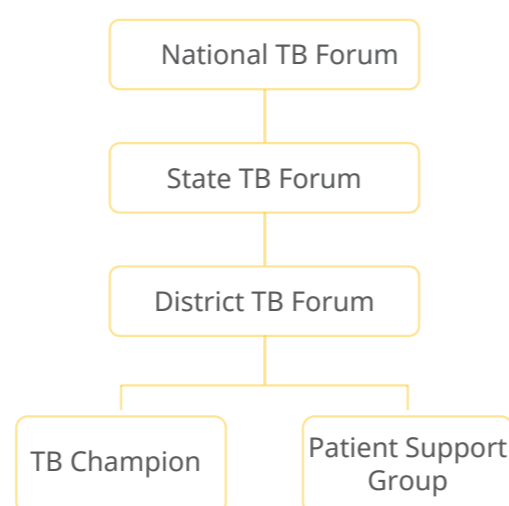 National TB Forum
State TB Forum
District TB Forum
TB Champion
Patient Support
Group